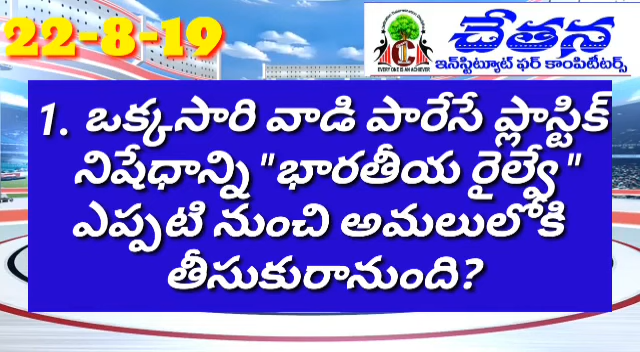 22-8-19
చేతన
ఇన్‌స్టిట్యూట్ ఫర్ కాంపిటీటర్స్
EVERY ONE IS AN ACHIEVER
1. ఒక్కసారి వాడి పారేసే ప్లాస్టిక్
నిషేధాన్ని "భారతీయ రైల్వే"
ఎప్పటి నుంచి అమలులోకి
తీసుకురానుంది?